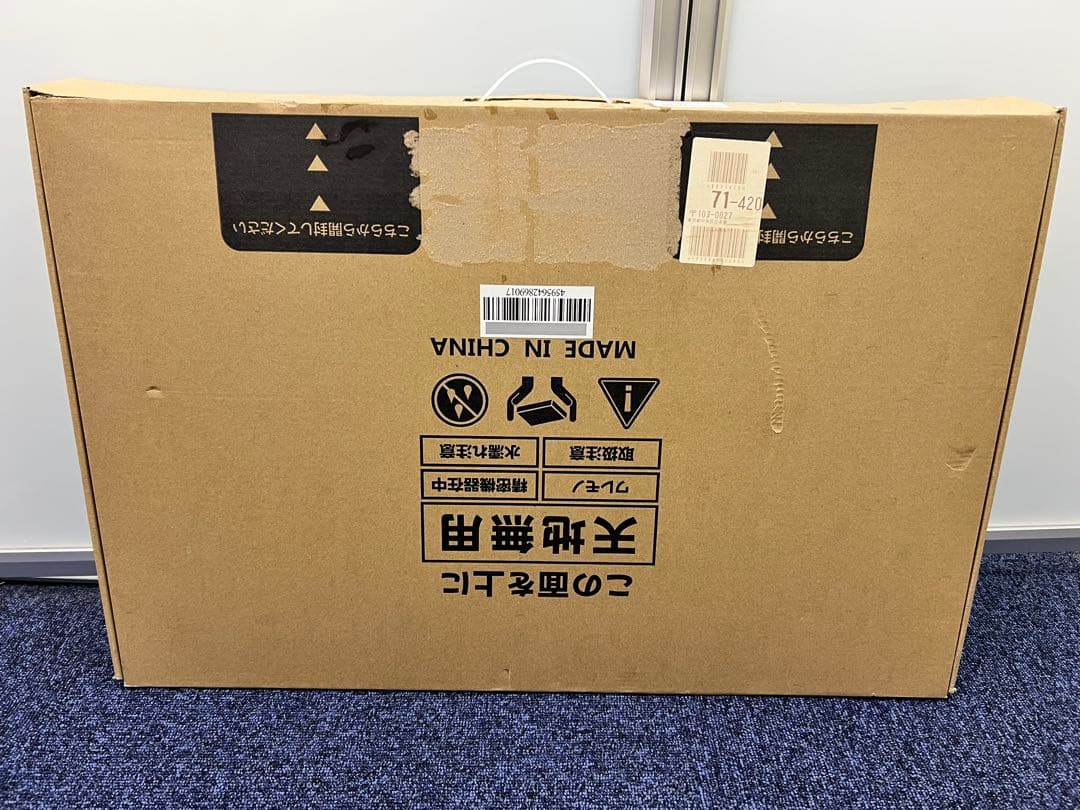 この面を上に
天地無用
ワレモノ 精密機器在中
取扱注意 水濡れ注意
MADE IN CHINA
4595642869017
こちらから開封してください
こちらから開封してください
71-420
〒103-0027